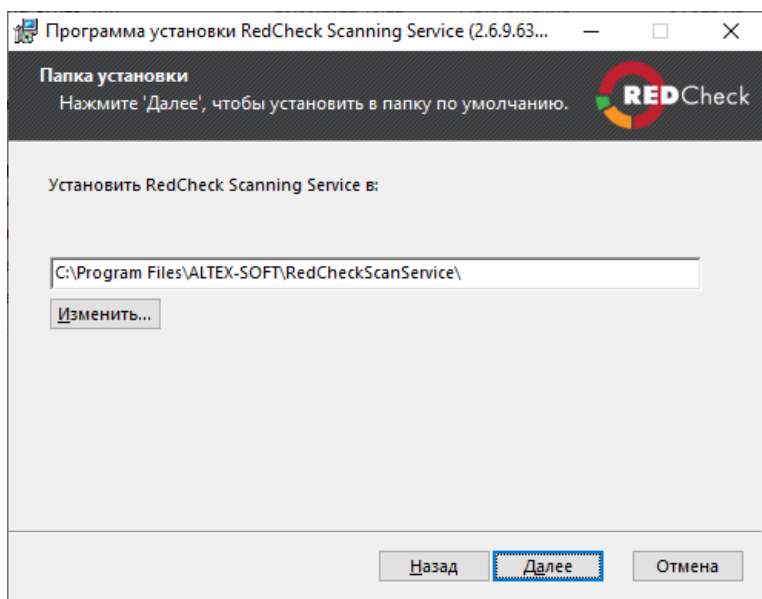 Программа установки RedCheck Scanning Service (2.6.9.63...
Папка установки
Нажмите 'Далее', чтобы установить в папку по умолчанию.
REDCheck
Установить RedCheck Scanning Service в:
C:\Program Files\ALTEX-SOFT\RedCheckScanService\
Изменить...
Назад Далее Отмена